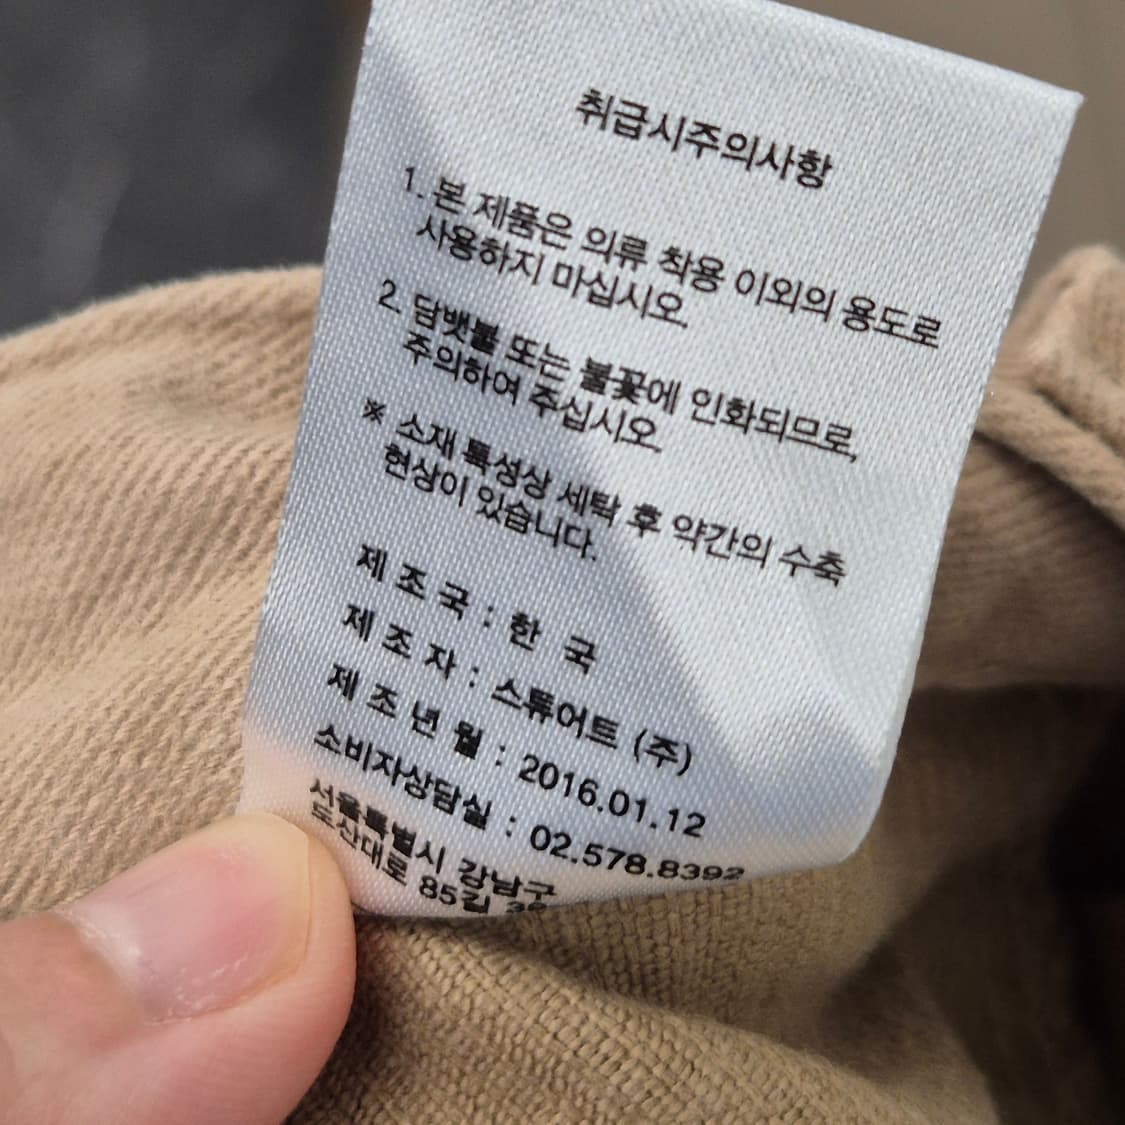 취급시주의사항
1. 본 제품은 의류 착용 이외의 용도로
사용하지 마십시오.
2. 담뱃불 또는 불꽃에 인화되므로,
주의하여 주십시오.
※ 소재 특성상 세탁 후 약간의 수축
현상이 있습니다.
제 조 국 : 한 국
제 조 자 : 스튜어트 (주)
제 조 년 월 : 2016.01.12
소비자상담실 : 02.578.8392
서울특별시 강남구
도산대로 85길